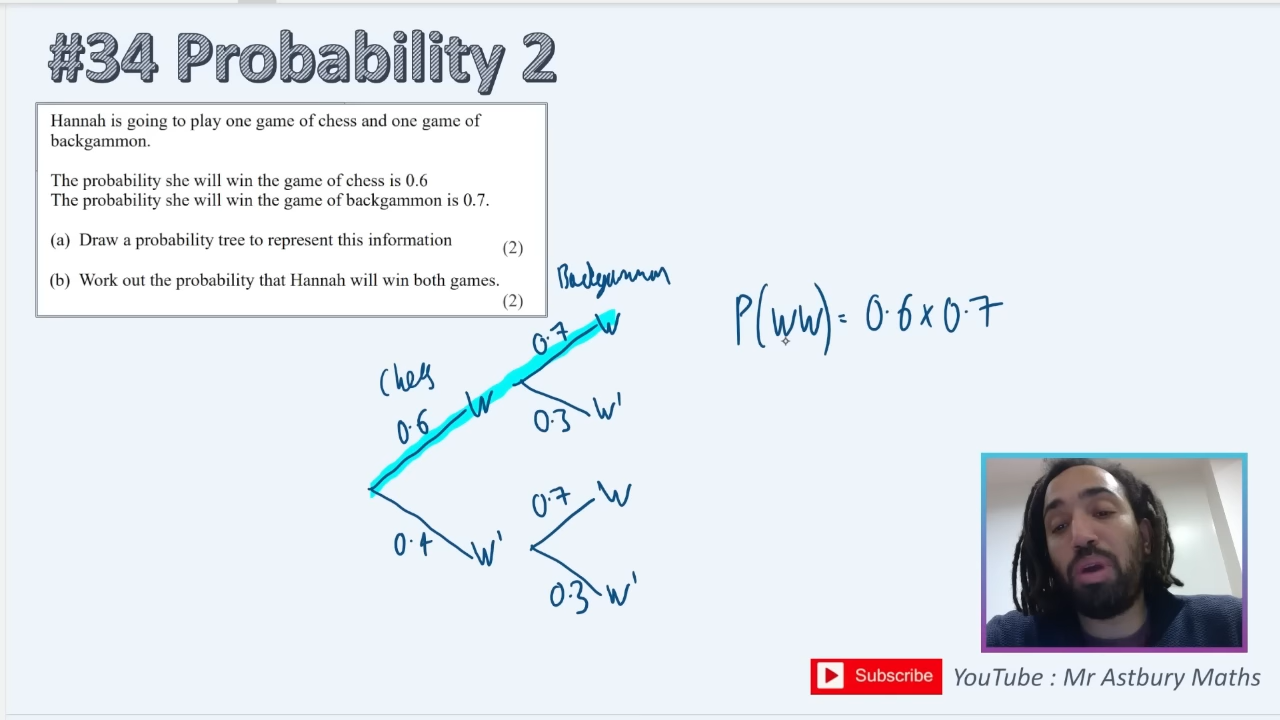 #34 Probability 2
Hannah is going to play one game of chess and one game of
backgammon.
The probability she will win the game of chess is 0.6
The probability she will win the game of backgammon is 0.7.
(a) Draw a probability tree to represent this information
(2)
(b) Work out the probability that Hannah will win both games.
(2)
Backgammon
P(WW)= 0.6 x 0.7
0.7 W
Chess
0.6 W
0.3 W'
0.7 W
0.4 W'
0.3 W'
Subscribe
YouTube : Mr Astbury Maths